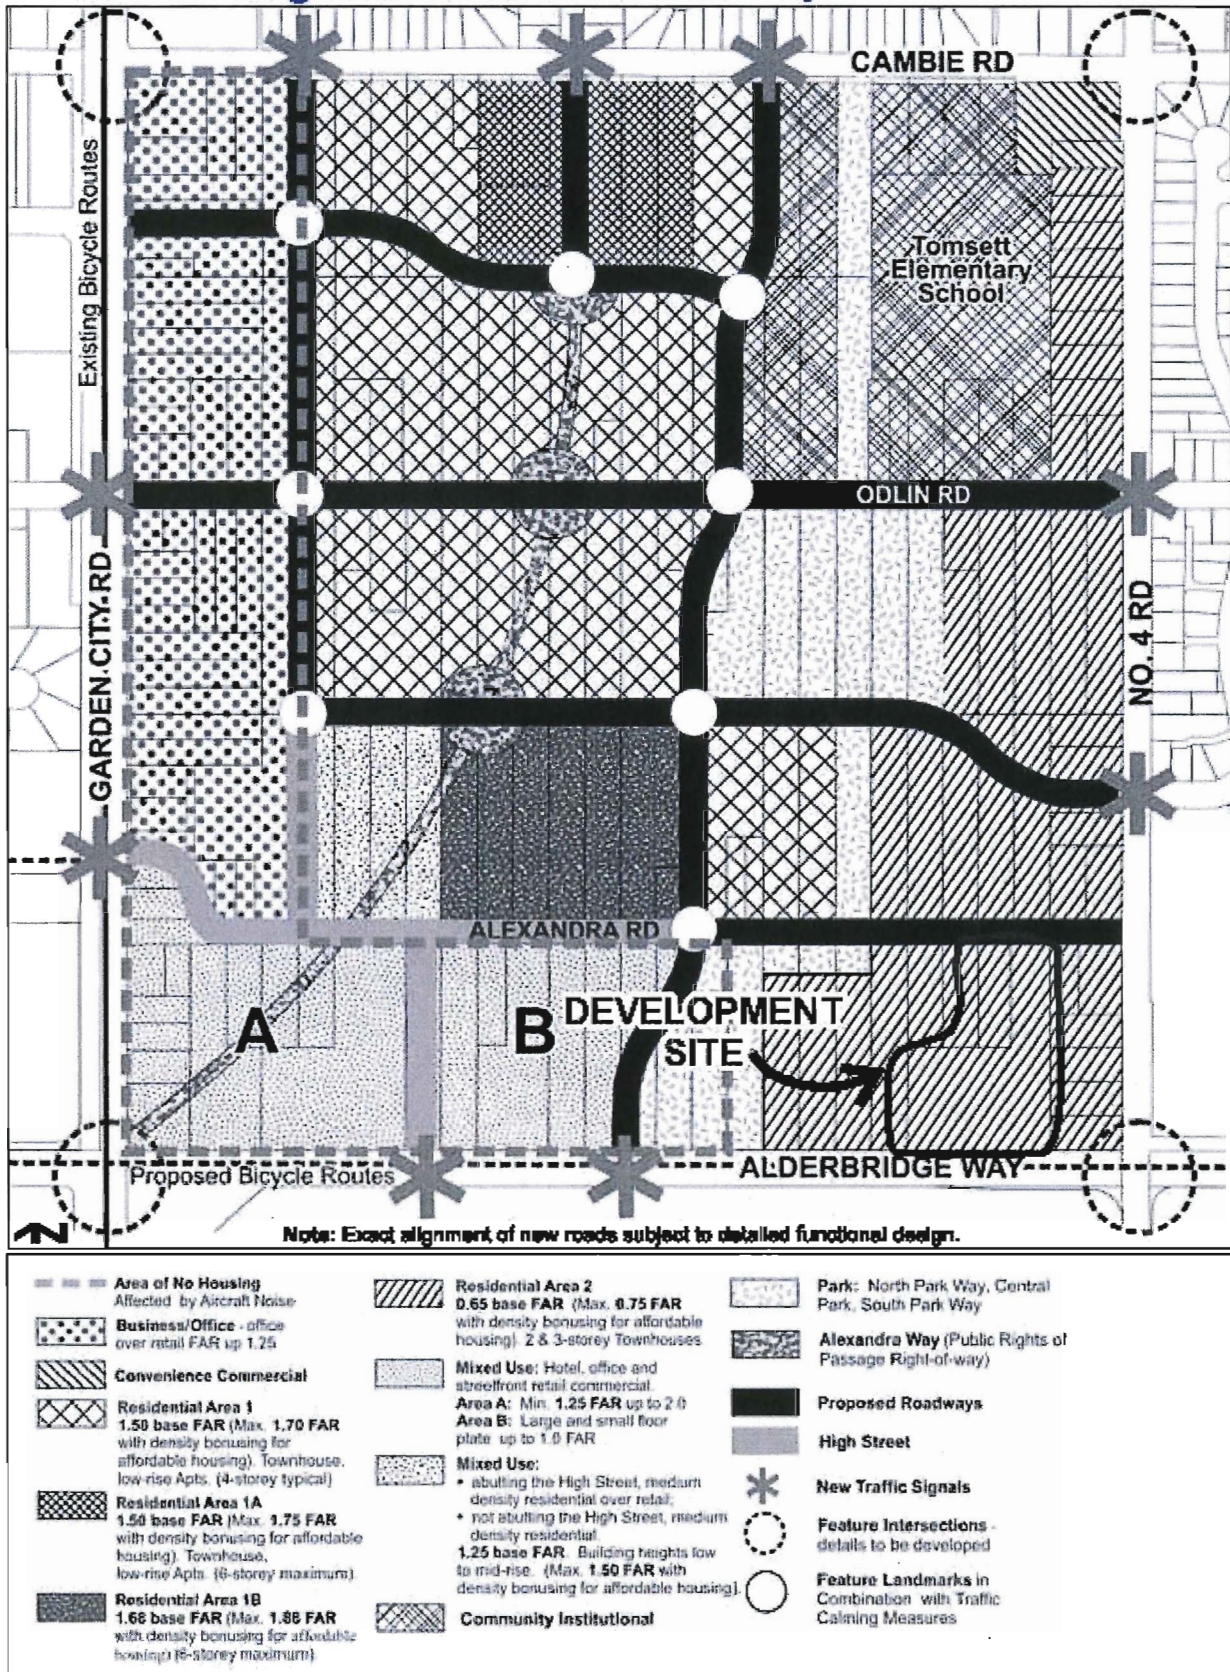 CAMBIE RD
Existing Bicycle Routes
Tomsett
Elementary
School
ODLIN RD
GARDEN CITY RD
NO. 4 RD
ALEXANDRA RD
A
B
DEVELOPMENT
SITE
Proposed Bicycle Routes
ALDERBRIDGE WAY
N
Note: Exact alignment of new roads subject to detailed functional design.
Area of No Housing
Affected by Aircraft Noise
Business/Office - office
over retail FAR up 1.25
Convenience Commercial
Residential Area 1
1.50 base FAR (Max. 1.70 FAR
with density bonusing for
affordable housing). Townhouse,
low-rise Apts. (4-storey typical)
Residential Area 1A
1.50 base FAR (Max. 1.75 FAR
with density bonusing for affordable
housing). Townhouse,
low-rise Apts. (6-storey maximum)
Residential Area 1B
1.68 base FAR (Max. 1.88 FAR
with density bonusing for affordable
housing) (6-storey maximum)
Residential Area 2
0.65 base FAR (Max. 0.75 FAR
with density bonusing for affordable
housing). 2 & 3-storey Townhouses
Mixed Use: Hotel, office and
streetfront retail commercial.
Area A: Min. 1.25 FAR up to 2.0
Area B: Large and small floor
plate up to 1.0 FAR
Mixed Use:
• abutting the High Street, medium
density residential over retail;
• not abutting the High Street, medium
density residential.
1.25 base FAR. Building heights low
to mid-rise. (Max. 1.50 FAR with
density bonusing for affordable housing).
Community Institutional
Park: North Park Way, Central
Park, South Park Way
Alexandra Way (Public Rights of
Passage Right-of-way)
Proposed Roadways
High Street
New Traffic Signals
Feature Intersections -
details to be developed
Feature Landmarks in
Combination with Traffic
Calming Measures